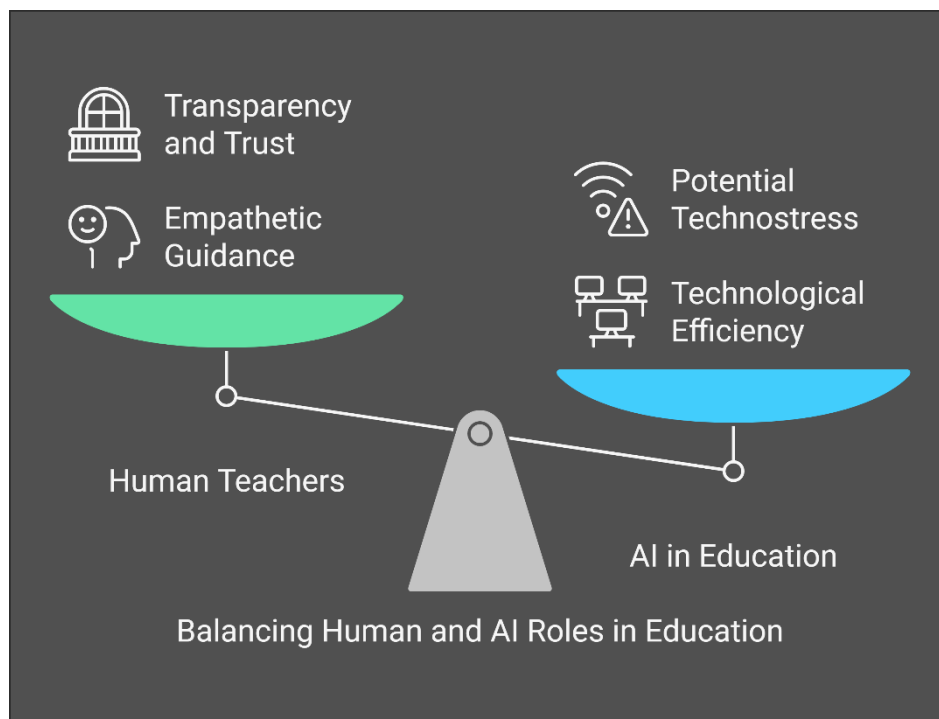 Transparency
and Trust
Empathetic
Guidance
Potential
Technostress
Technological
Efficiency
Human Teachers
AI in Education
Balancing Human and AI Roles in Education